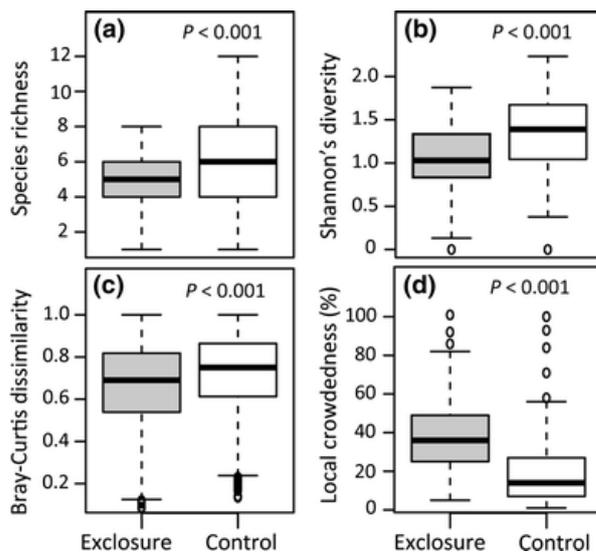 (a) P < 0.001
Species richness
12
10
8
6
4
2
(b) P < 0.001
Shannon's diversity
2.0
1.5
1.0
0.5
0
(c) P < 0.001
Bray-Curtis dissimilarity
1.0
0.8
0.6
0.4
0.2
Exclosure Control
(d) P < 0.001
Local crowdedness (%)
100
80
60
40
20
0
Exclosure Control